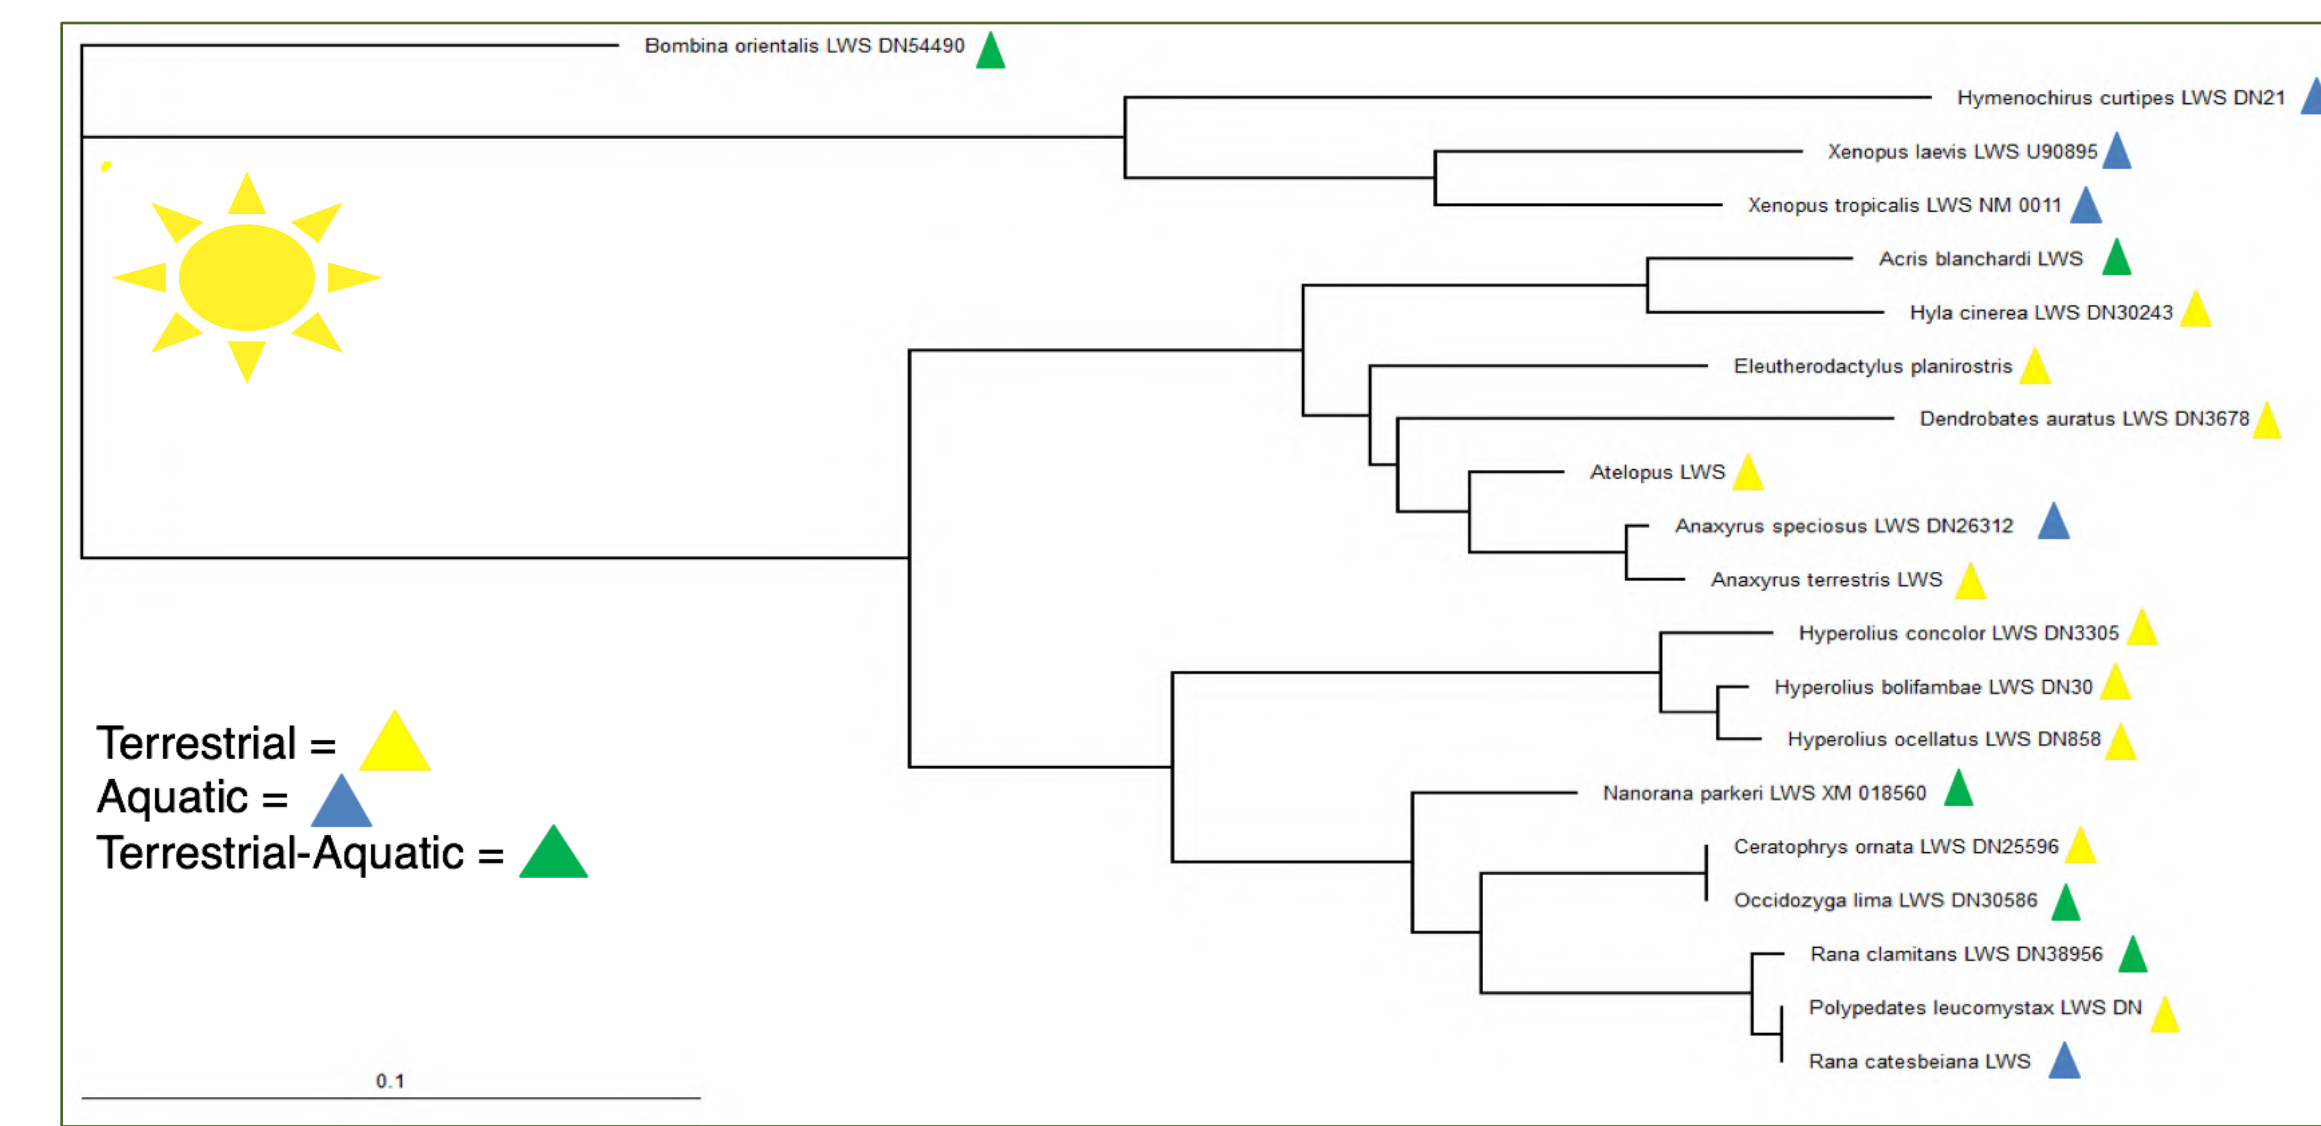 Bombina orientalis LWS DN54490
Hymenochirus curtipes LWS DN21
Xenopus laevis LWS U90895
Xenopus tropicalis LWS NM 0011
Acris blanchardi LWS
Hyla cinerea LWS DN30243
Eleutherodactylus planirostris
Dendrobates auratus LWS DN3678
Atelopus LWS
Anaxyrus speciosus LWS DN26312
Anaxyrus terrestris LWS
Hyperolius concolor LWS DN3305
Hyperolius bolifambae LWS DN30
Hyperolius ocellatus LWS DN858
Nanorana parkeri LWS XM 018560
Ceratophrys ornata LWS DN25596
Occidozyga lima LWS DN30586
Rana clamitans LWS DN38956
Polypedates leucomystax LWS DN
Rana catesbeiana LWS
Terrestrial =
Aquatic =
Terrestrial-Aquatic =
0.1